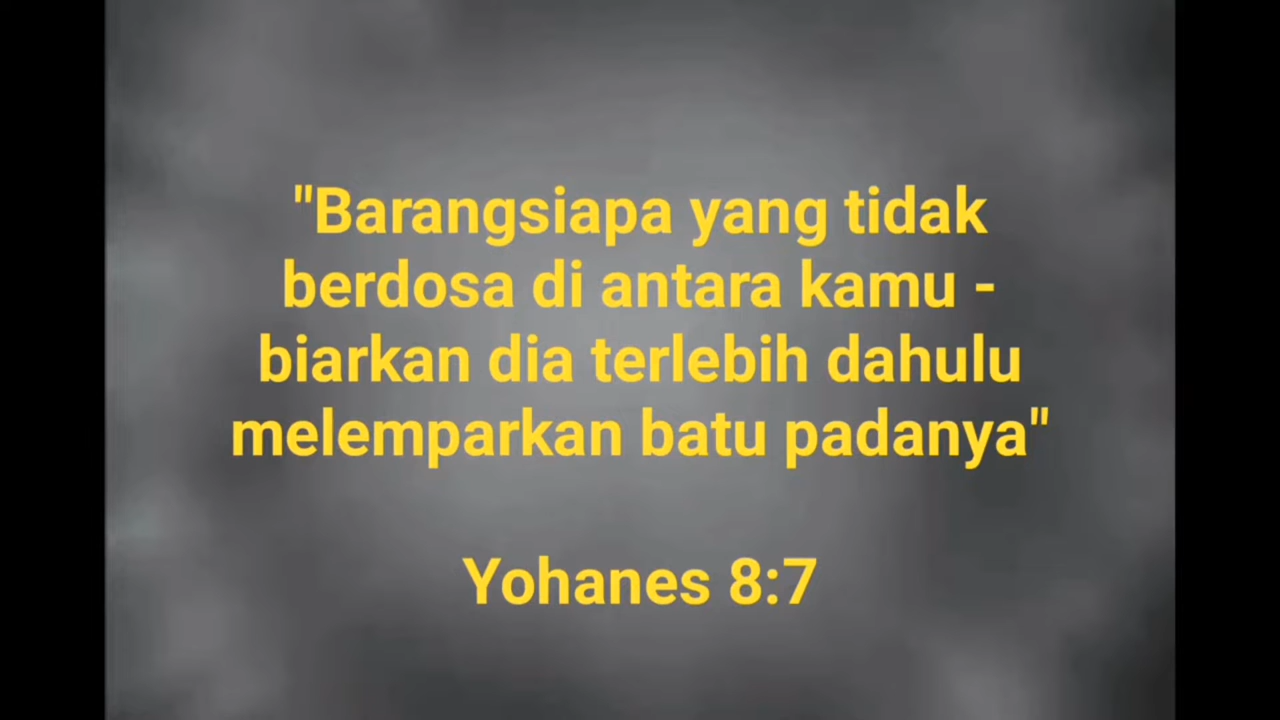 "Barangsiapa yang tidak
berdosa di antara kamu -
biarkan dia terlebih dahulu
melemparkan batu padanya"
Yohanes 8:7